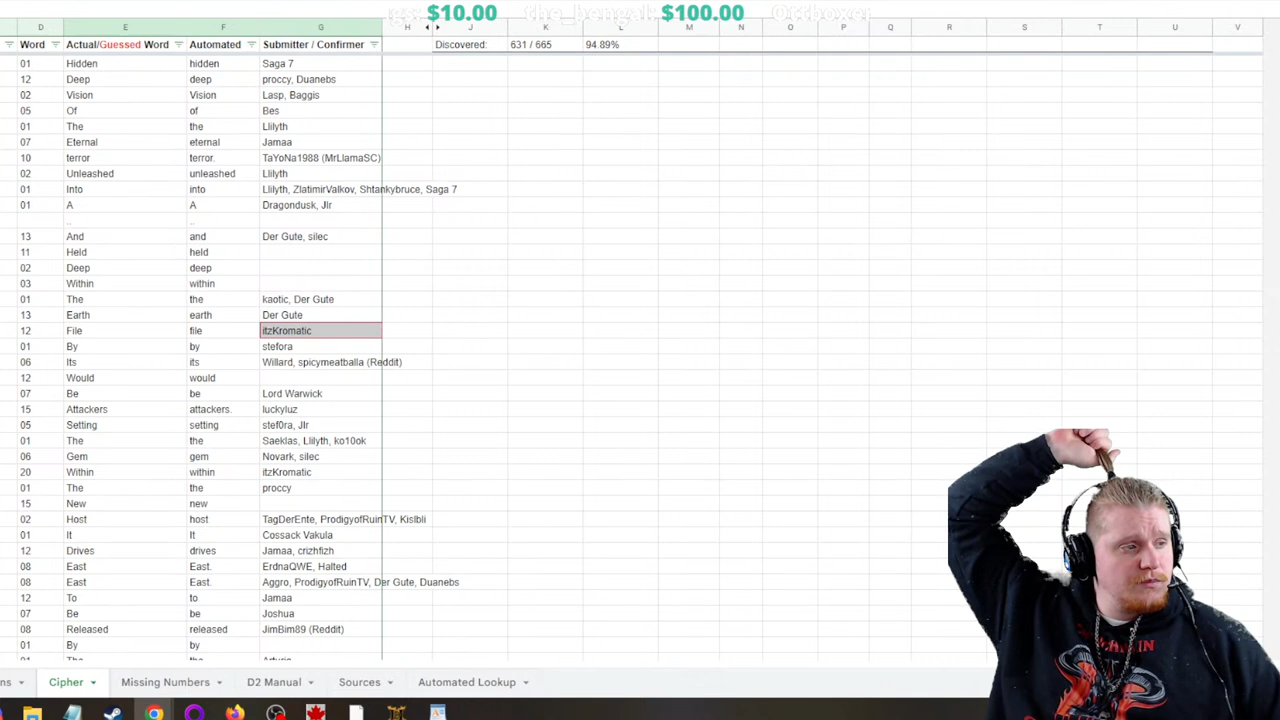 $10.00 the_bengal: $100.00
D E F G H J K L M N O P Q R S T U V
Word Actual/Guessed Word Automated Submitter / Confirmer Discovered: 631 / 665 94.89%
01 Hidden hidden Saga 7
12 Deep deep proccy, Duanebs
02 Vision Vision Lasp, Baggis
05 Of of Bes
01 The the Llilyth
07 Eternal eternal Jamaa
10 terror terror. TaYoNa1988 (MrLlamaSC)
02 Unleashed unleashed Llilyth
01 Into into Llilyth, ZlatimirValkov, Shtankybruce, Saga 7
01 A A Dragondusk, Jlr
.. ..
13 And and Der Gute, silec
11 Held held
02 Deep deep
03 Within within
01 The the kaotic, Der Gute
13 Earth earth Der Gute
12 File file itzKromatic
01 By by stefora
06 Its its Willard, spicymeatballa (Reddit)
12 Would would
07 Be be Lord Warwick
15 Attackers attackers. luckyluz
05 Setting setting stef0ra, Jlr
01 The the Saeklas, Llilyth, ko10ok
06 Gem gem Novark, silec
20 Within within itzKromatic
01 The the proccy
15 New new
02 Host host TagDerEnte, ProdigyofRuinTV, Kislbli
01 It It Cossack Vakula
12 Drives drives Jamaa, crizhfizh
08 East East. ErdnaQWE, Halted
08 East East. Aggro, ProdigyofRuinTV, Der Gute, Duanebs
12 To to Jamaa
07 Be be Joshua
08 Released released JimBim89 (Reddit)
01 By by
Cipher Missing Numbers D2 Manual Sources Automated Lookup